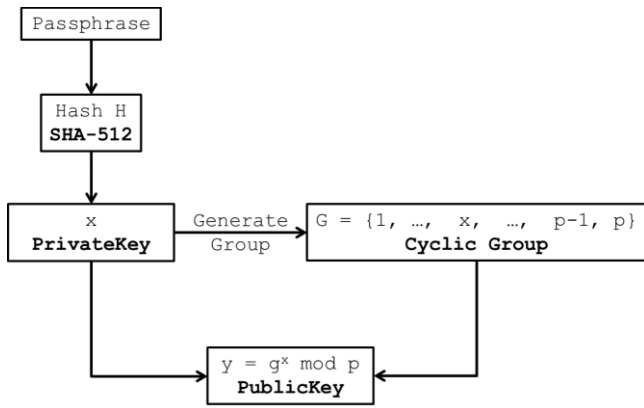 Passphrase
Hash H
SHA-512
x
PrivateKey
Generate
Group
G = {1, …, x, …, p-1, p}
Cyclic Group
y = gˣ mod p
PublicKey